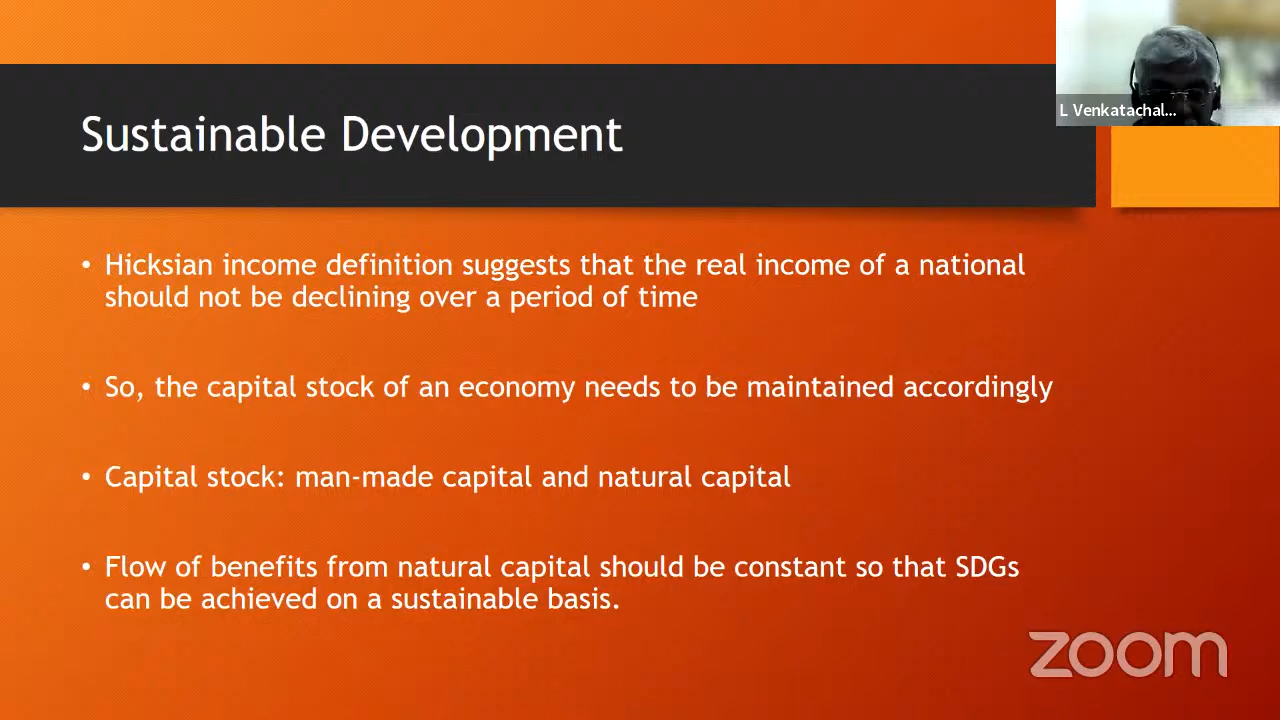 L Venkatachal...
Sustainable Development
• Hicksian income definition suggests that the real income of a national
should not be declining over a period of time
• So, the capital stock of an economy needs to be maintained accordingly
• Capital stock: man-made capital and natural capital
• Flow of benefits from natural capital should be constant so that SDGs
can be achieved on a sustainable basis.
zoom